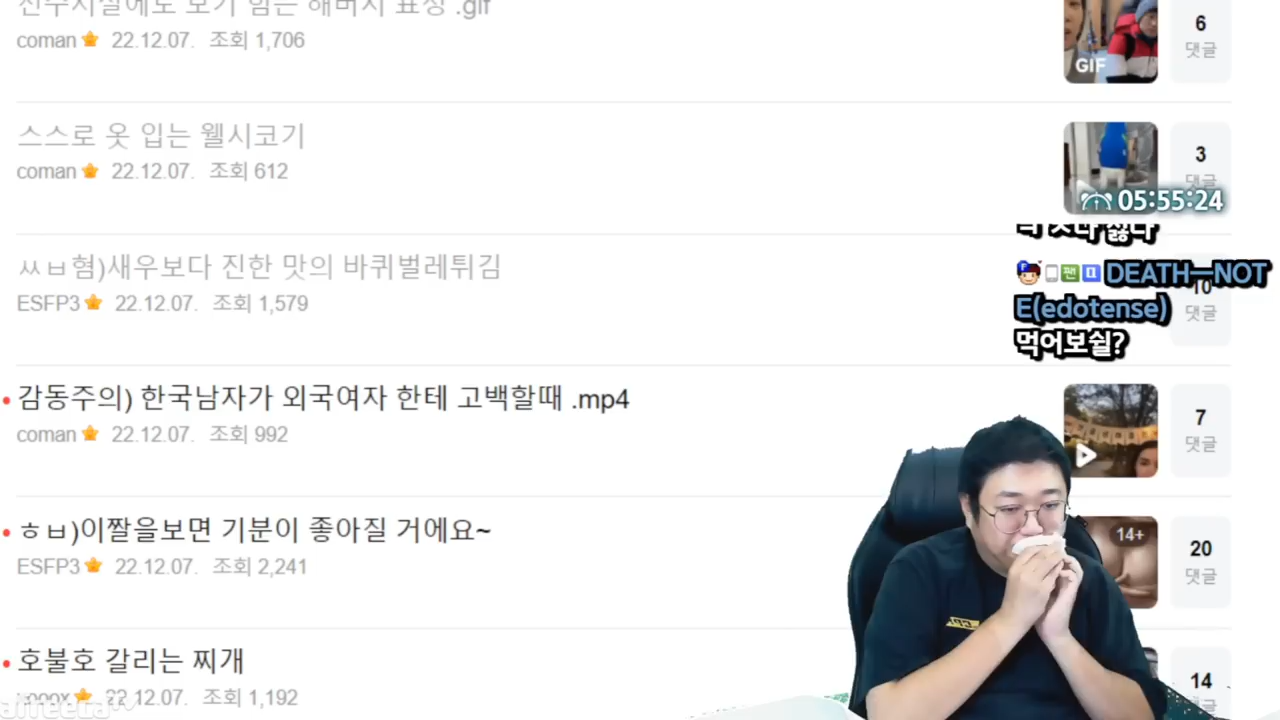 .gif
coman 22.12.07. 조회 1,706
GIF
6
댓글
스스로 옷 입는 웰시코기
coman 22.12.07. 조회 612
3
댓글
05:55:24
ㅆㅂ혐)새우보다 진한 맛의 바퀴벌레튀김
ESFP3 22.12.07. 조회 1,579
10
댓글
팬
DEATH—NOT
E(edotense)
먹어보쉴?
감동주의) 한국남자가 외국여자 한테 고백할때 .mp4
coman 22.12.07. 조회 992
7
댓글
ㅎㅂ)이짤을보면 기분이 좋아질 거에요~
ESFP3 22.12.07. 조회 2,241
14+
20
댓글
호불호 갈리는 찌개
22.12.07. 조회 1,192
14
afreecaTV